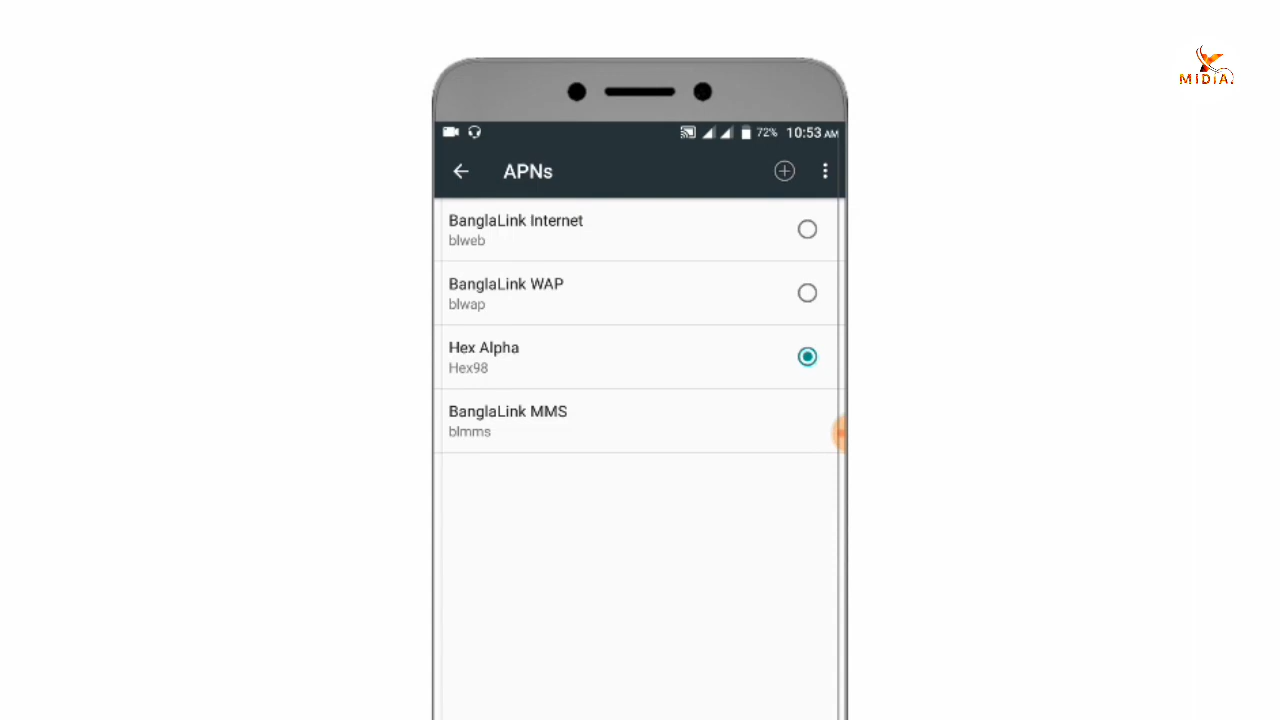 MIDIA.
72% 10:53 AM
APNs
BanglaLink Internet
blweb
BanglaLink WAP
blwap
Hex Alpha
Hex98
BanglaLink MMS
blmms